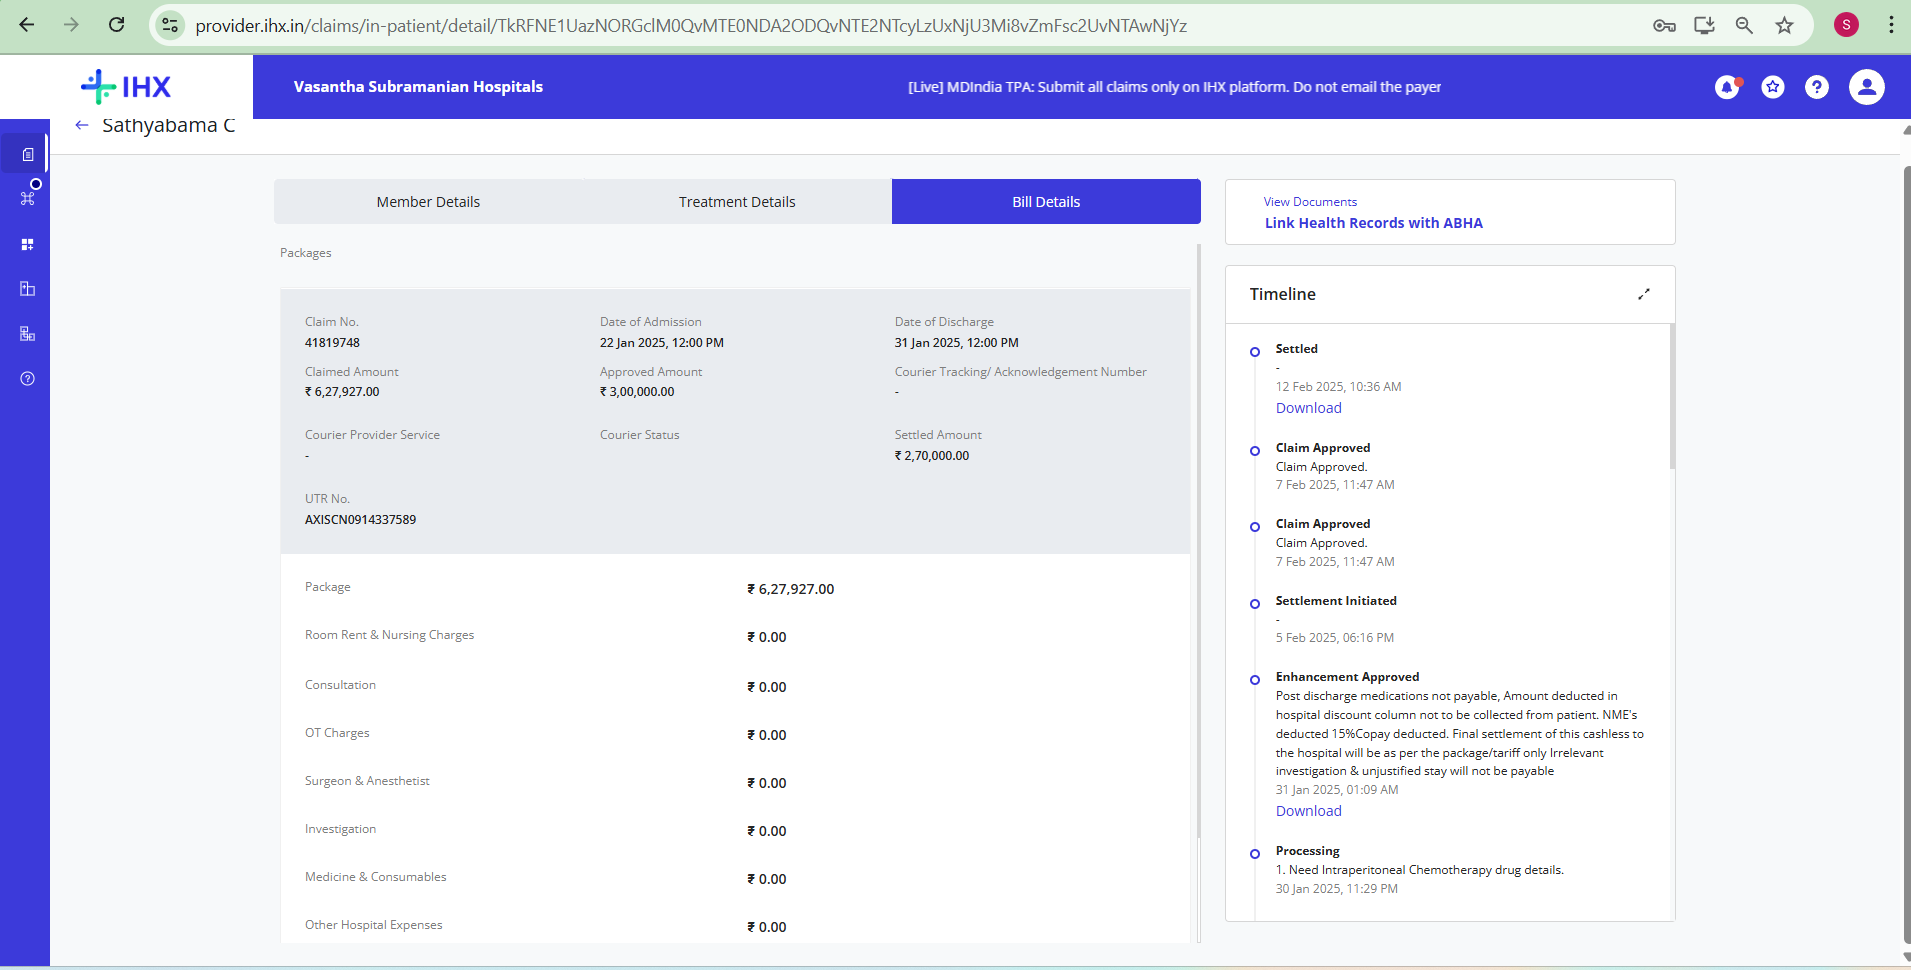 provider.ihx.in/claims/in-patient/detail/TkRFNE1UazNORGclM0QvMTE0NDA2ODQvNTE2NTcyLzUxNjU3Mi8vZmFsc2UvNTAwNjYz
S
IHX
Vasantha Subramanian Hospitals
[Live] MDIndia TPA: Submit all claims only on IHX platform. Do not email the payer
← Sathyabama C
Member Details
Treatment Details
Bill Details
Packages
Claim No.
41819748
Date of Admission
22 Jan 2025, 12:00 PM
Date of Discharge
31 Jan 2025, 12:00 PM
Claimed Amount
₹ 6,27,927.00
Approved Amount
₹ 3,00,000.00
Courier Tracking/ Acknowledgement Number
-
Courier Provider Service
-
Courier Status
Settled Amount
₹ 2,70,000.00
UTR No.
AXISCN0914337589
Package ₹ 6,27,927.00
Room Rent & Nursing Charges ₹ 0.00
Consultation ₹ 0.00
OT Charges ₹ 0.00
Surgeon & Anesthetist ₹ 0.00
Investigation ₹ 0.00
Medicine & Consumables ₹ 0.00
Other Hospital Expenses ₹ 0.00
View Documents
Link Health Records with ABHA
Timeline
Settled
-
12 Feb 2025, 10:36 AM
Download
Claim Approved
Claim Approved.
7 Feb 2025, 11:47 AM
Claim Approved
Claim Approved.
7 Feb 2025, 11:47 AM
Settlement Initiated
-
5 Feb 2025, 06:16 PM
Enhancement Approved
Post discharge medications not payable, Amount deducted in
hospital discount column not to be collected from patient. NME's
deducted 15%Copay deducted. Final settlement of this cashless to
the hospital will be as per the package/tariff only Irrelevant
investigation & unjustified stay will not be payable
31 Jan 2025, 01:09 AM
Download
Processing
1. Need Intraperitoneal Chemotherapy drug details.
30 Jan 2025, 11:29 PM